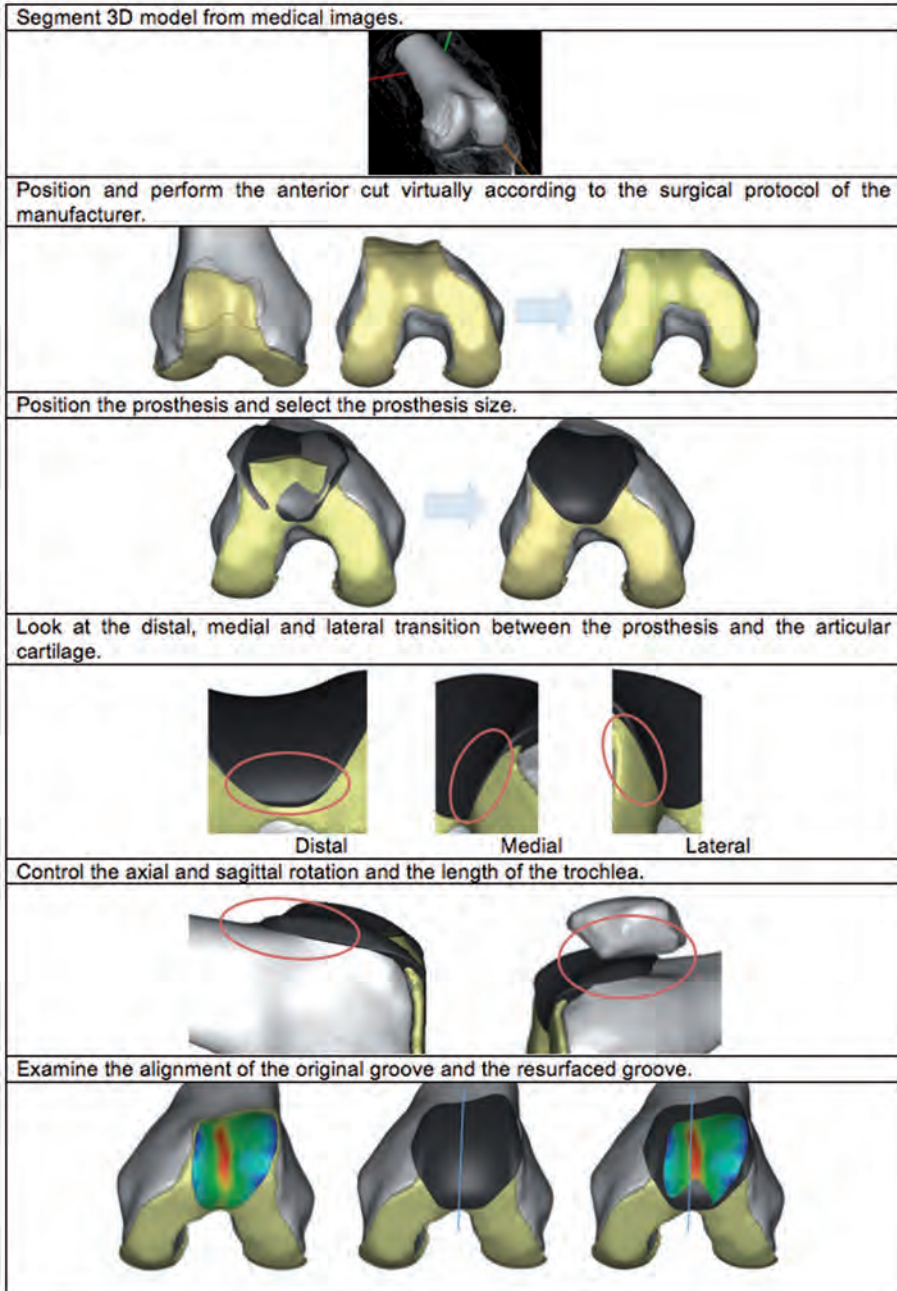 Segment 3D model from medical images.
Position and perform the anterior cut virtually according to the surgical protocol of the
manufacturer.
Position the prosthesis and select the prosthesis size.
Look at the distal, medial and lateral transition between the prosthesis and the articular
cartilage.
Distal Medial Lateral
Control the axial and sagittal rotation and the length of the trochlea.
Examine the alignment of the original groove and the resurfaced groove.